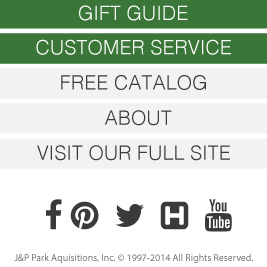 GIFT GUIDE
CUSTOMER SERVICE
FREE CATALOG
ABOUT
VISIT OUR FULL SITE
You
Tube
J&P Park Aquisitions, Inc. © 1997-2014 All Rights Reserved.